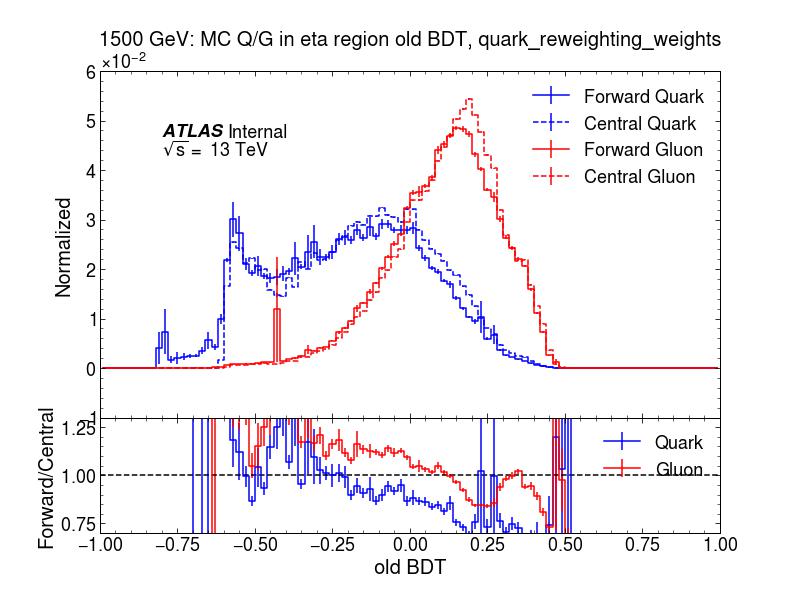 1500 GeV: MC Q/G in eta region old BDT, quark_reweighting_weights
×10⁻²
6
5
4
3
2
1
0
1
Normalized
ATLAS Internal
√s = 13 TeV
Forward Quark
Central Quark
Forward Gluon
Central Gluon
1.25
1.00
0.75
Forward/Central
Quark
Gluon
−1.00 −0.75 −0.50 −0.25 0.00 0.25 0.50 0.75 1.00
old BDT